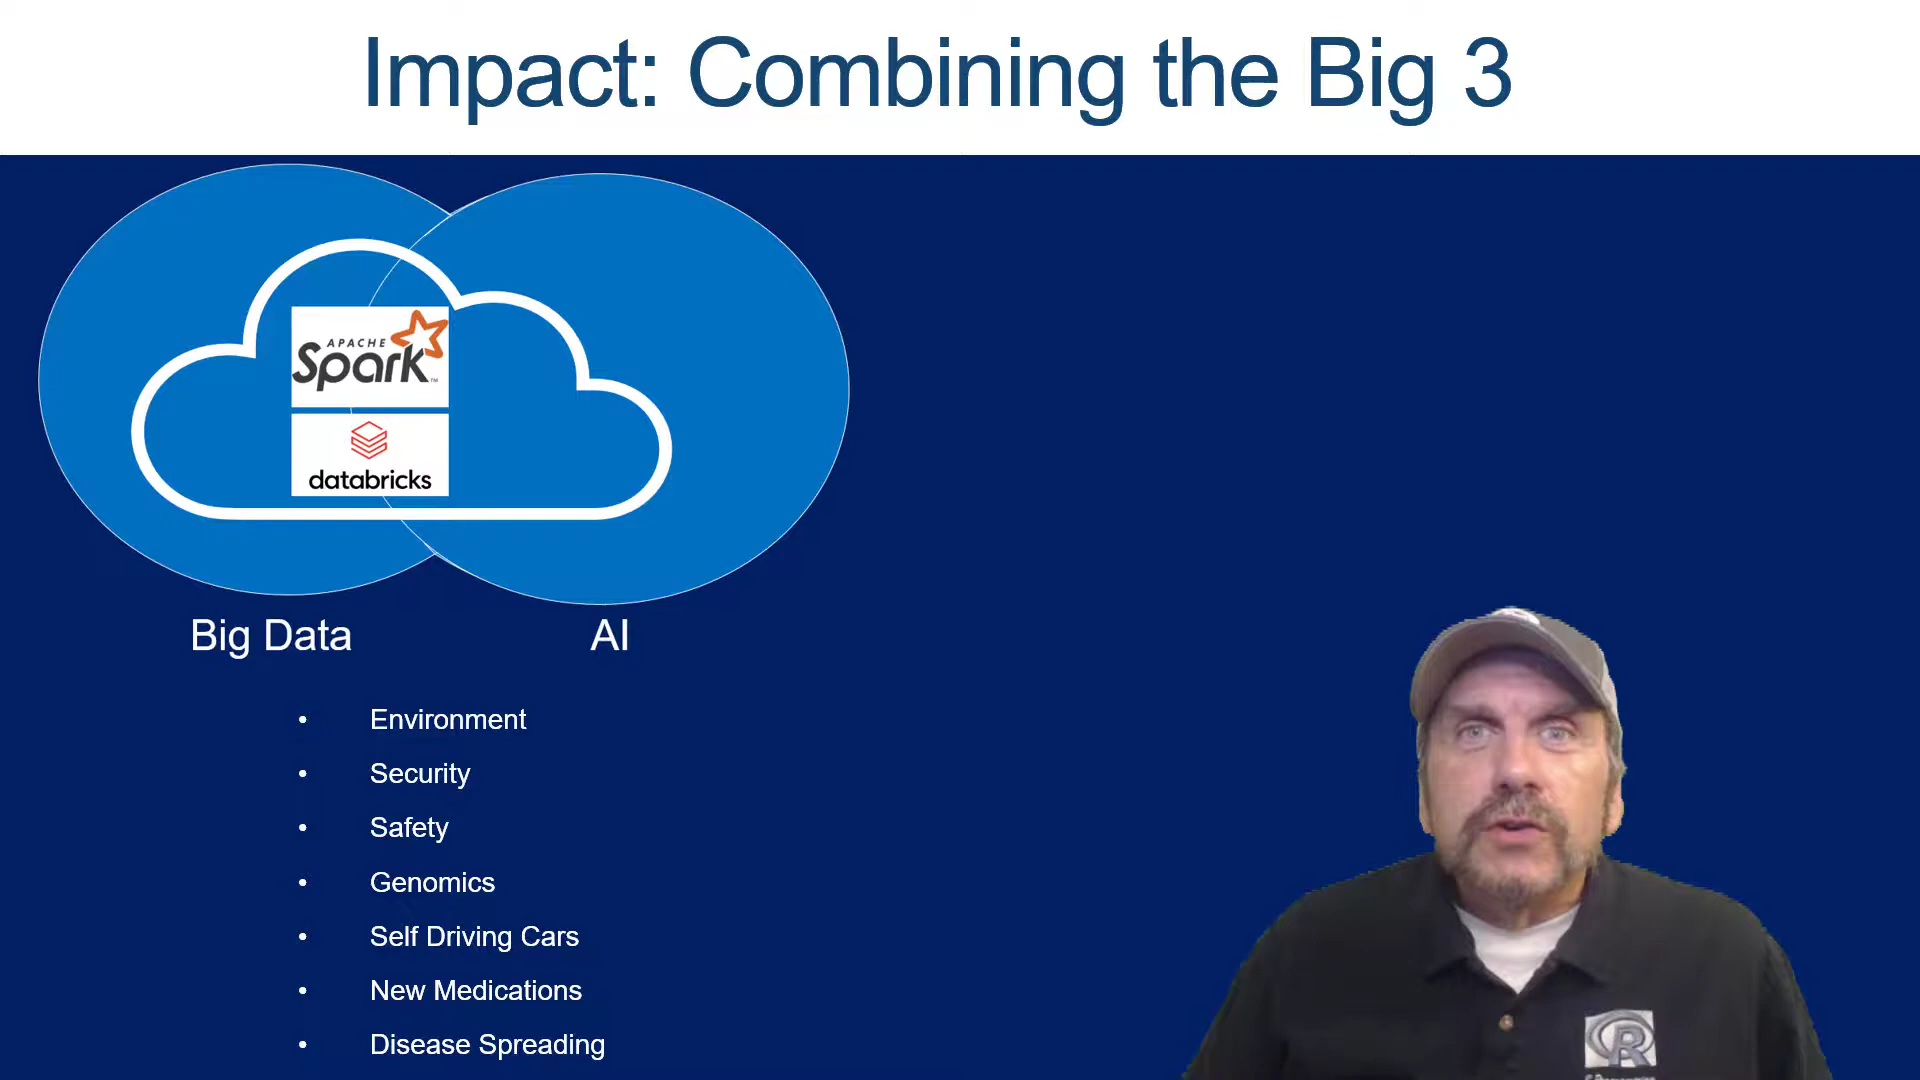 Impact: Combining the Big 3
APACHE
Spark
databricks
Big Data
AI
• Environment
• Security
• Safety
• Genomics
• Self Driving Cars
• New Medications
• Disease Spreading
R